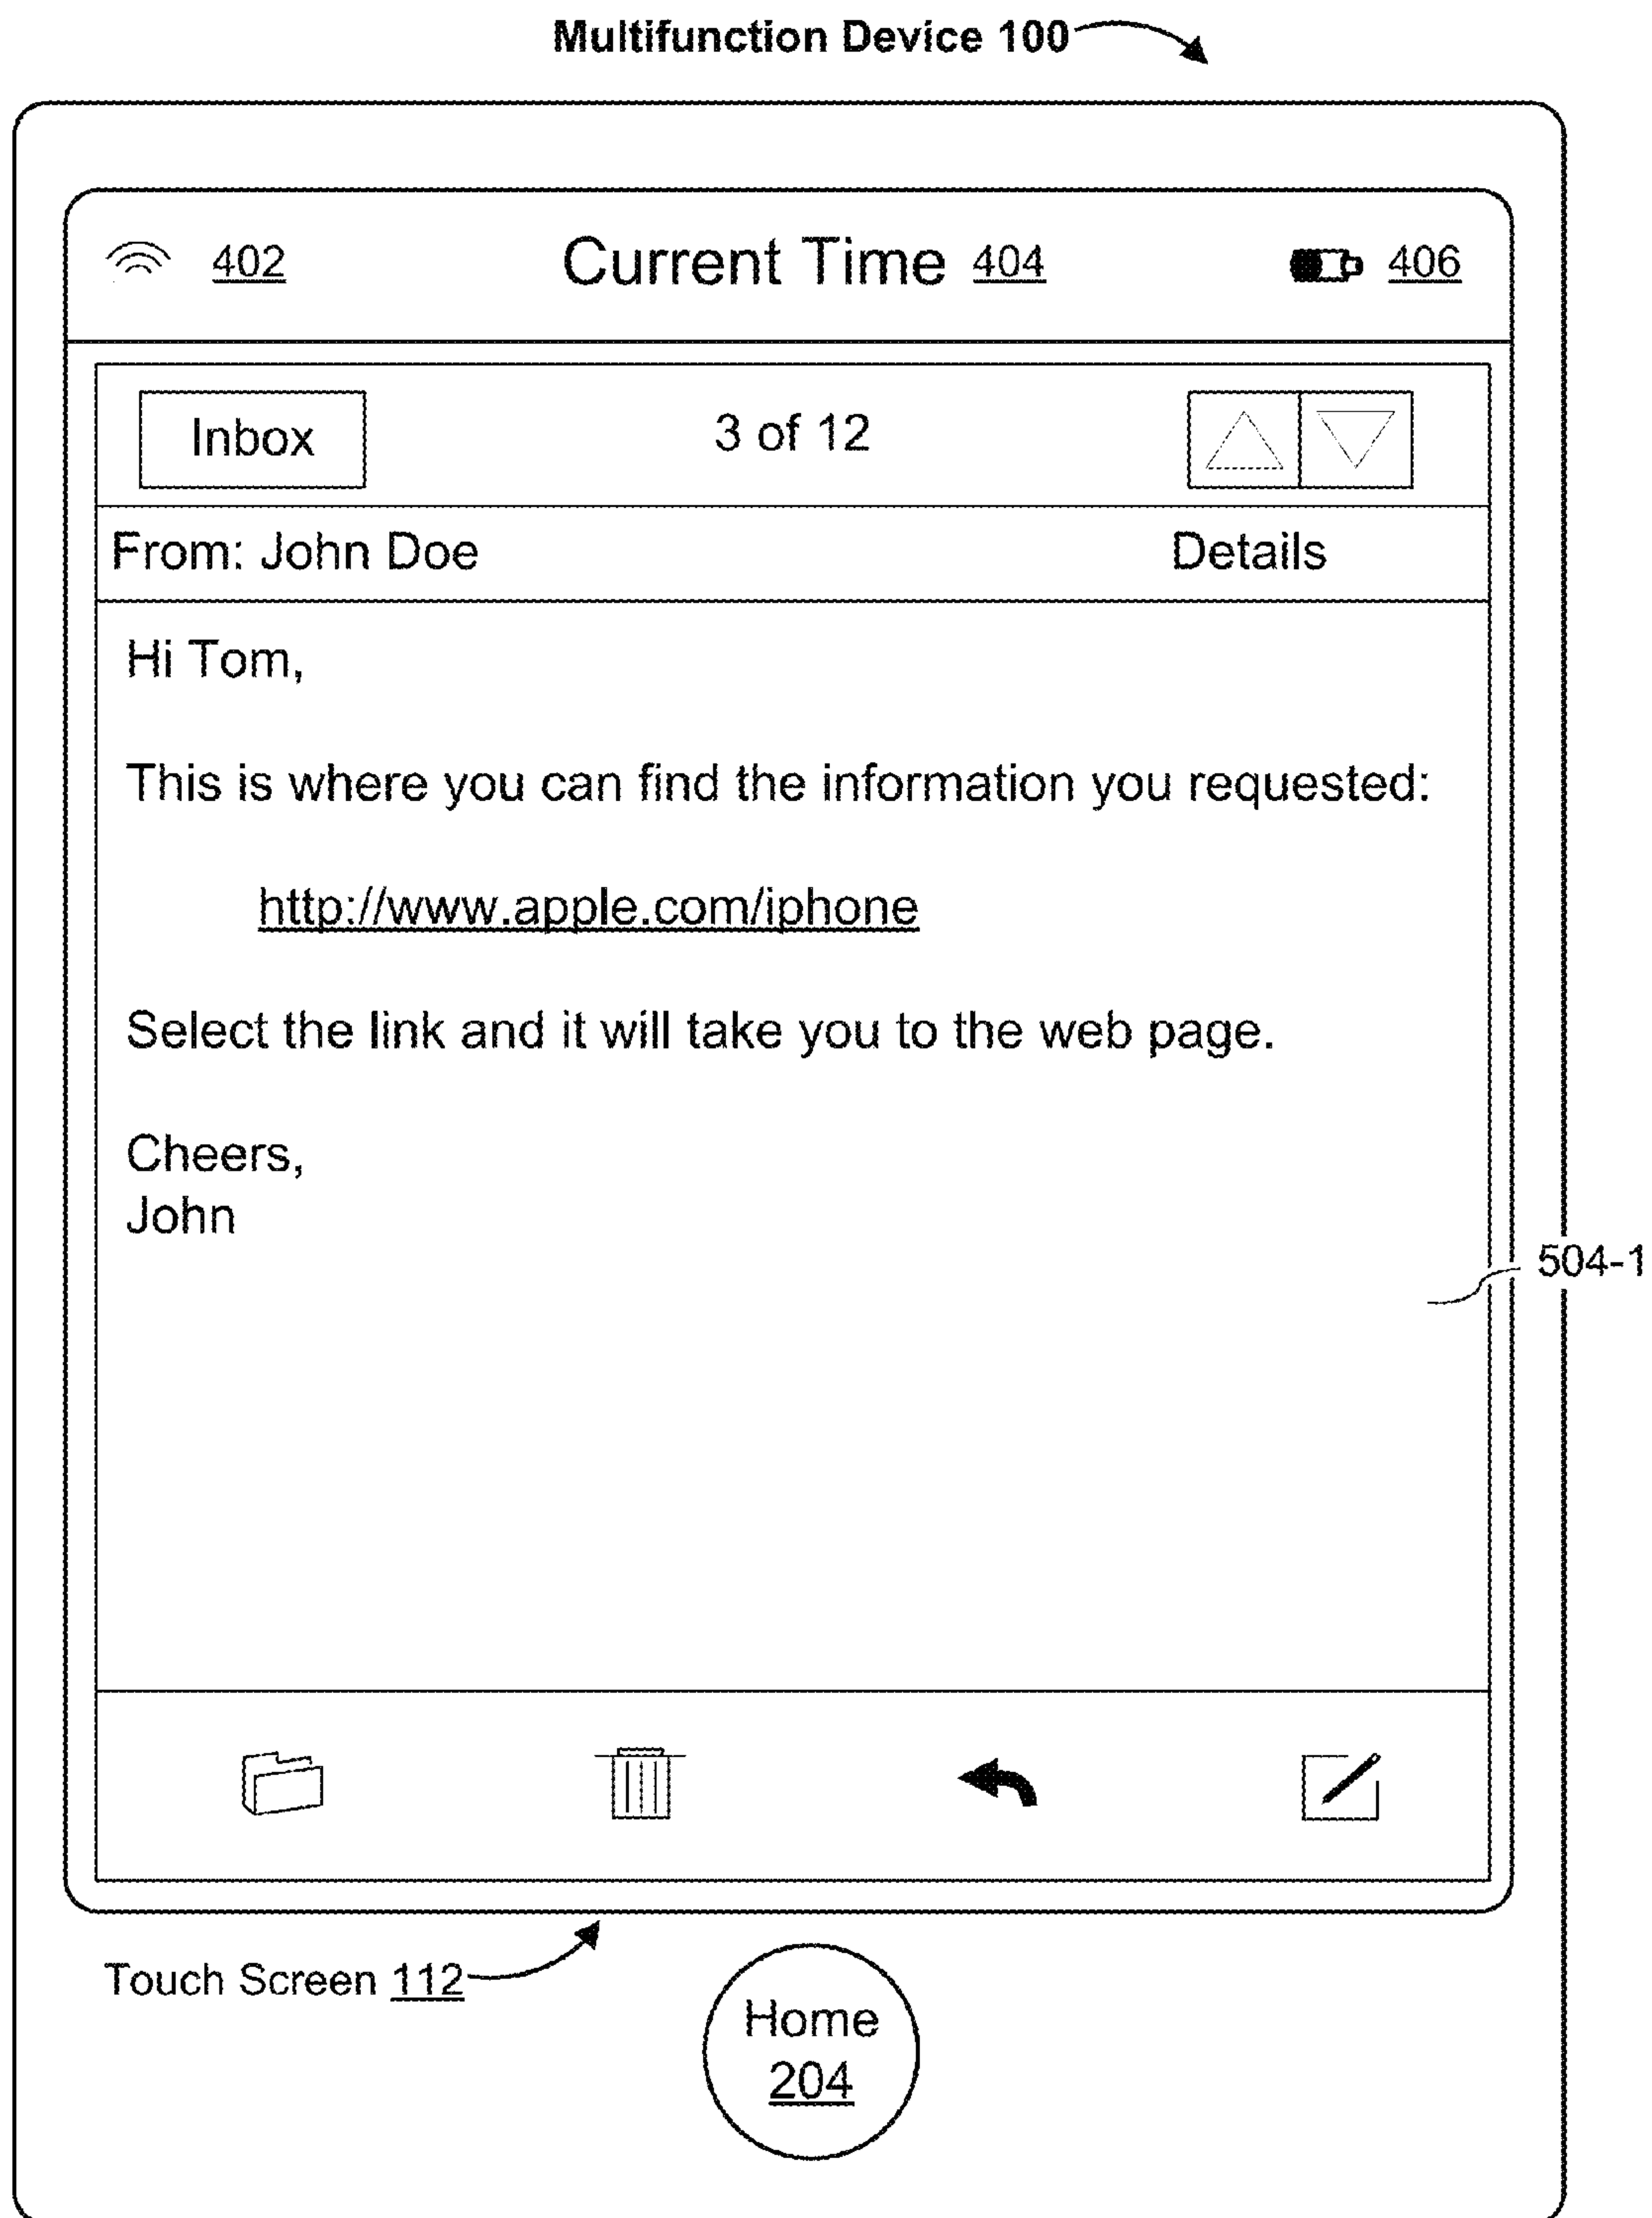 Multifunction Device 100
402 Current Time 404 406
Inbox 3 of 12
From: John Doe Details
Hi Tom,
This is where you can find the information you requested:
http://www.apple.com/iphone
Select the link and it will take you to the web page.
Cheers,
John
504-1
Touch Screen 112
Home
204